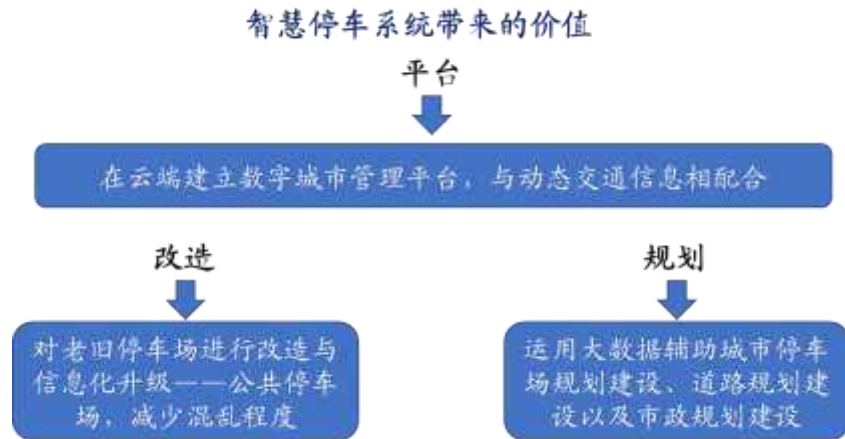 智慧停车系统带来的价值
平台
在云端建立数字城市管理平台，与动态交通信息相配合
改造
对老旧停车场进行改造与
信息化升级——公共停车
场，减少混乱程度
规划
运用大数据辅助城市停车
场规划建设、道路规划建
设以及市政规划建设